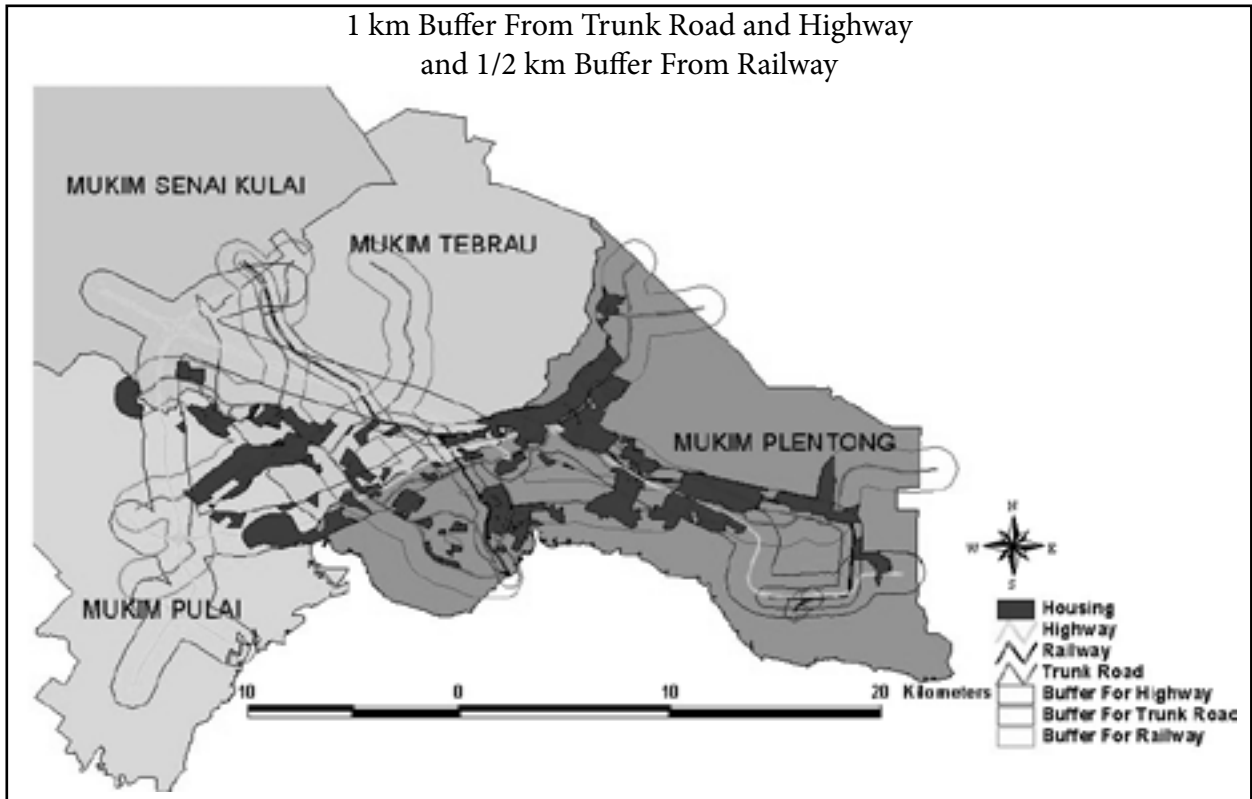 1 km Buffer From Trunk Road and Highway
and 1/2 km Buffer From Railway
MUKIM SENAI KULAI
MUKIM TEBRAU
MUKIM PLENTONG
MUKIM PULAI
N
W E
S
Housing
Highway
Railway
Trunk Road
Buffer For Highway
Buffer For Trunk Road
Buffer For Railway
10 0 10 20 Kilometers